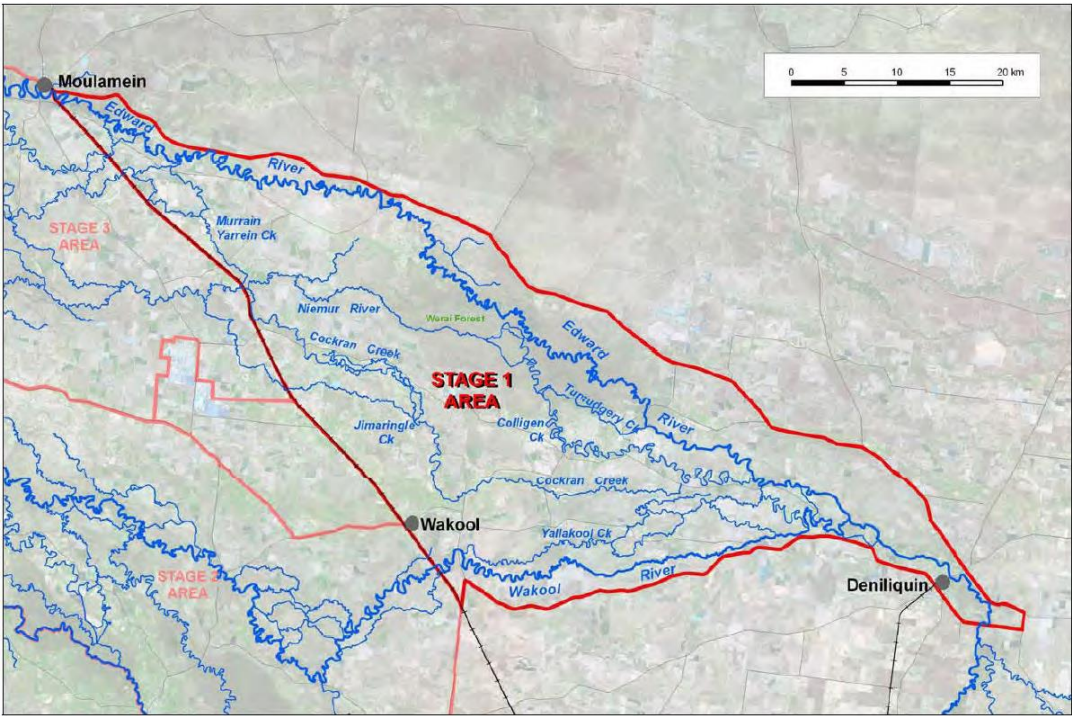 0 5 10 15 20 km
Moulamein
Edward
River
STAGE 3
AREA
Murrain
Yarrein Ck
Niemur River
Werai Forest
Edward
Cockran Creek
STAGE 1
AREA
Tumudgery Ck
River
Jimaringle
Ck
Colligen
Ck
Cockran Creek
Wakool
Yallakool Ck
STAGE 2
AREA
Wakool
River
Deniliquin